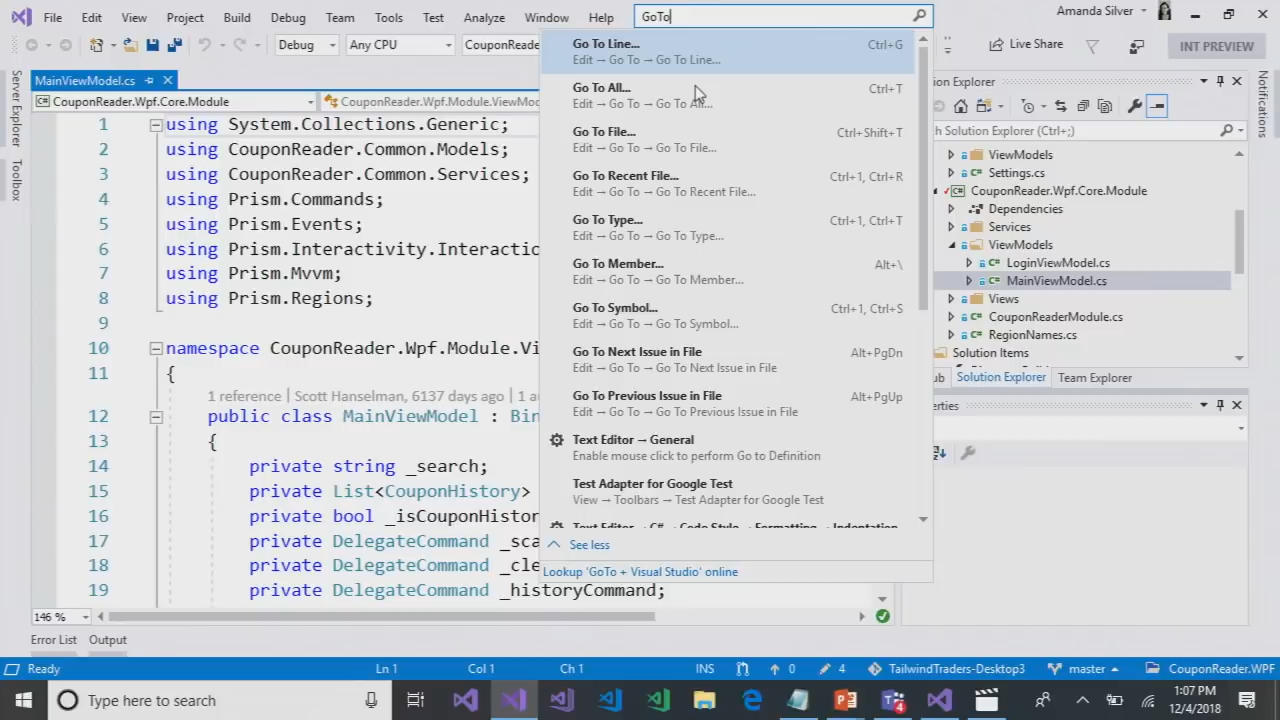 File Edit View Project Build Debug Team Tools Test Analyze Window Help GoTo Amanda Silver
Debug Any CPU CouponReade Live Share INT PREVIEW
MainViewModel.cs
CouponReader.Wpf.Core.Module CouponReader.Wpf.Module.ViewMod
1 using System.Collections.Generic;
2 using CouponReader.Common.Models;
3 using CouponReader.Common.Services;
4 using Prism.Commands;
5 using Prism.Events;
6 using Prism.Interactivity.Interactio
7 using Prism.Mvvm;
8 using Prism.Regions;
9
10 namespace CouponReader.Wpf.Module.Vi
11 {
1 reference | Scott Hanselman, 6137 days ago | 1 au
12 public class MainViewModel : Bin
13 {
14 private string _search;
15 private List<CouponHistory>
16 private bool _isCouponHistor
17 private DelegateCommand _sca
18 private DelegateCommand _cle
19 private DelegateCommand _historyCommand;
146 %
Server Explorer
Toolbox
Go To Line... Ctrl+G
Edit → Go To → Go To Line...
Go To All... Ctrl+T
Edit → Go To → Go To All...
Go To File... Ctrl+Shift+T
Edit → Go To → Go To File...
Go To Recent File... Ctrl+1, Ctrl+R
Edit → Go To → Go To Recent File...
Go To Type... Ctrl+1, Ctrl+T
Edit → Go To → Go To Type...
Go To Member... Alt+\
Edit → Go To → Go To Member...
Go To Symbol... Ctrl+1, Ctrl+S
Edit → Go To → Go To Symbol...
Go To Next Issue in File Alt+PgDn
Edit → Go To → Go To Next Issue in File
Go To Previous Issue in File Alt+PgUp
Edit → Go To → Go To Previous Issue in File
Text Editor → General
Enable mouse click to perform Go to Definition
Test Adapter for Google Test
View → Toolbars → Test Adapter for Google Test
Text Editor → C# → Code Style → Formatting → Indentation
See less
Lookup 'GoTo + Visual Studio' online
ion Explorer
h Solution Explorer (Ctrl+;)
ViewModels
Settings.cs
CouponReader.Wpf.Core.Module
Dependencies
Services
ViewModels
LoginViewModel.cs
MainViewModel.cs
Views
CouponReaderModule.cs
RegionNames.cs
Solution Items
ub Solution Explorer Team Explorer
erties
Notifications
Error List Output
Ready Ln 1 Col 1 Ch 1 INS 0 4 TailwindTraders-Desktop3 master CouponReader.WPF
Type here to search 4 1:07 PM
12/4/2018